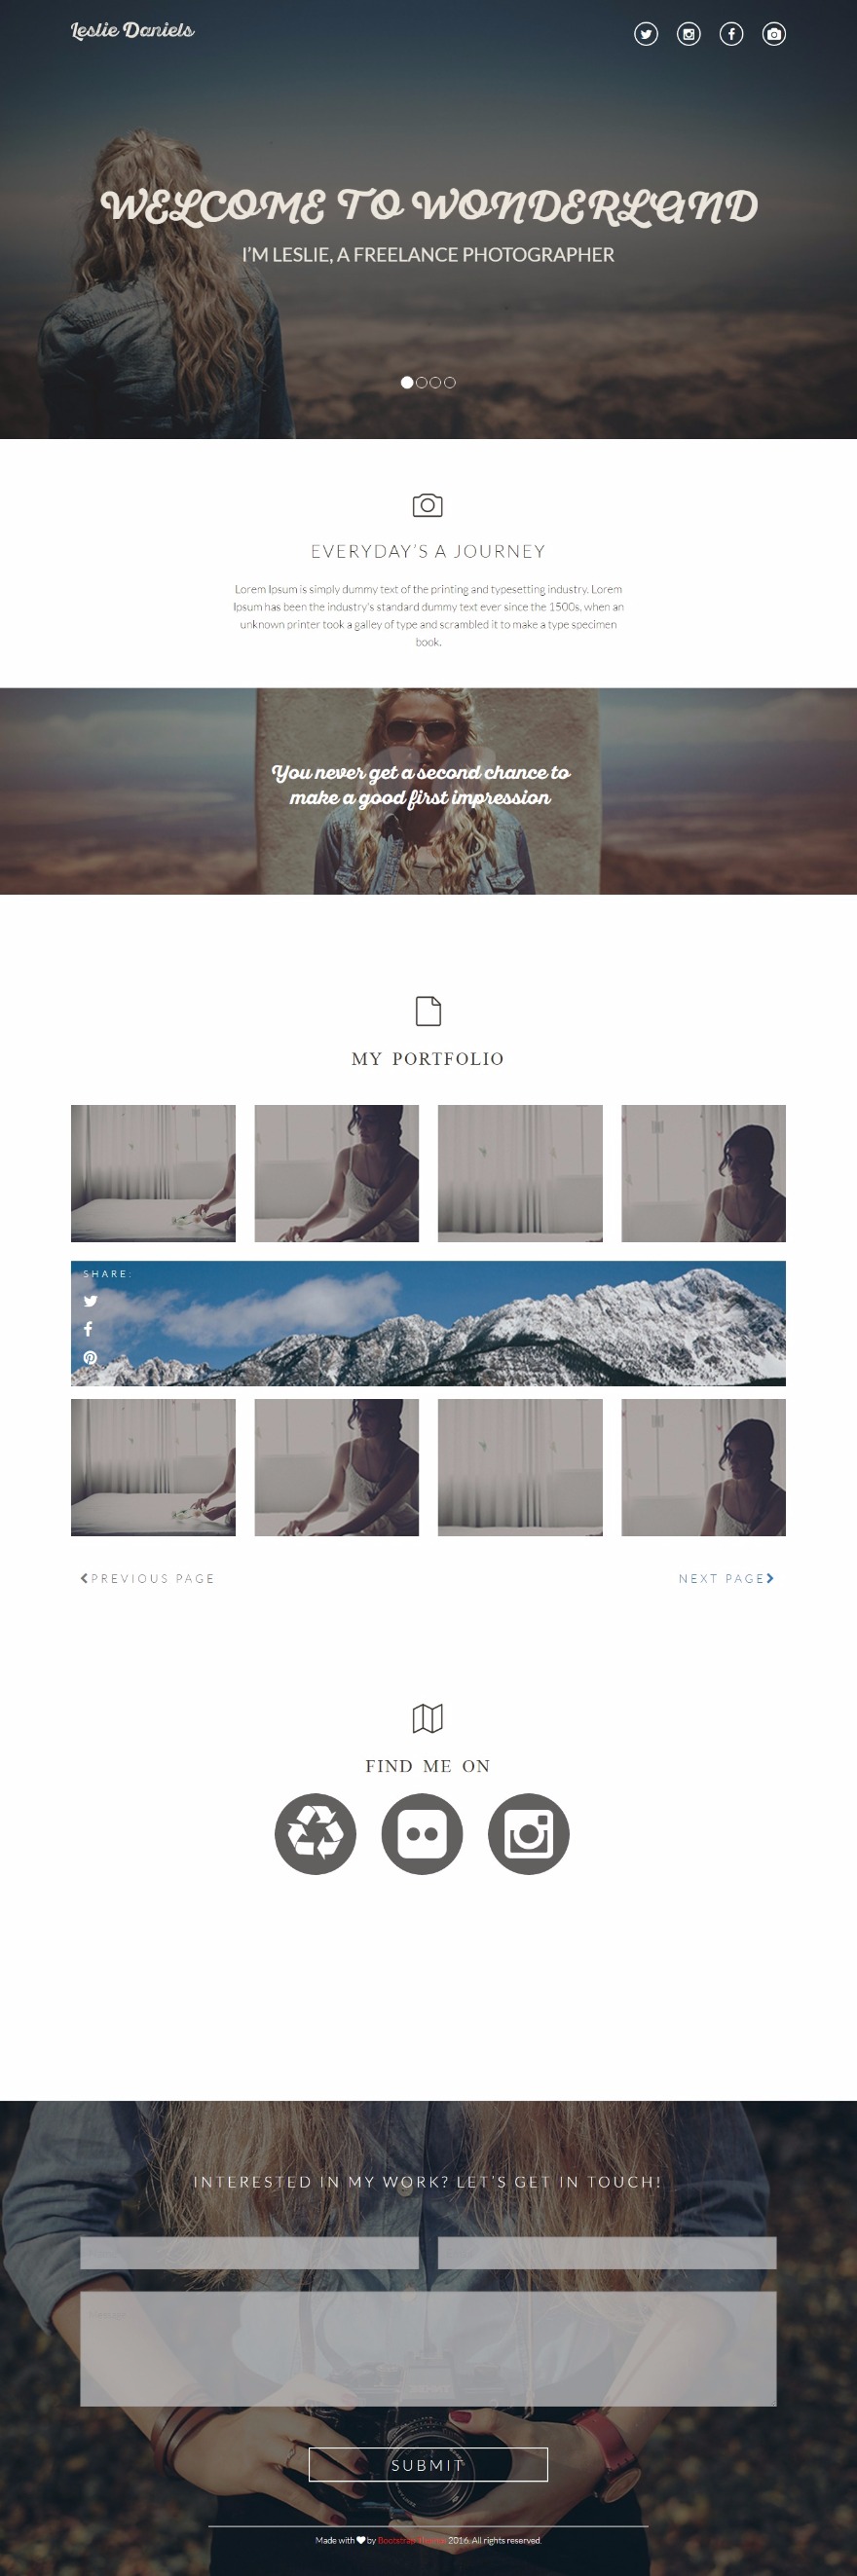 Leslie Daniels
WELCOME TO WONDERLAND
I'M LESLIE, A FREELANCE PHOTOGRAPHER
EVERYDAY'S A JOURNEY
Lorem Ipsum is simply dummy text of the printing and typesetting industry. Lorem
Ipsum has been the industry's standard dummy text ever since the 1500s, when an
unknown printer took a galley of type and scrambled it to make a type specimen
book.
You never get a second chance to
make a good first impression
MY PORTFOLIO
SHARE:
PREVIOUS PAGE
NEXT PAGE
FIND ME ON
INTERESTED IN MY WORK? LET'S GET IN TOUCH!
SUBMIT
Made with by Bootstrap 2016. All rights reserved.